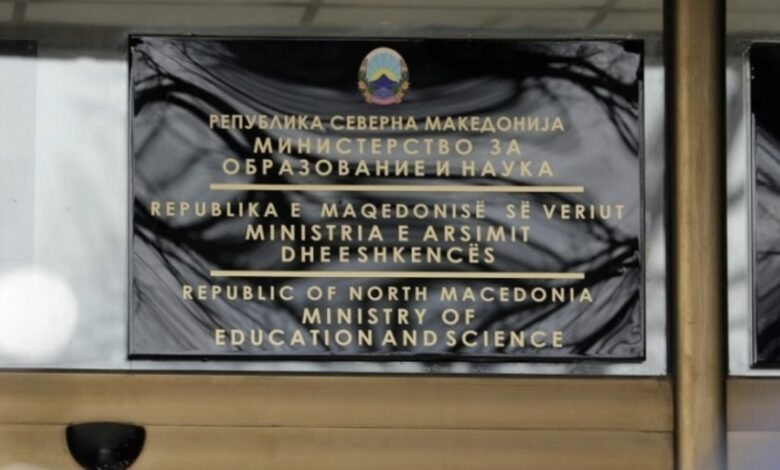 РЕПУБЛИКА СЕВЕРНА МАКЕДОНИЈА
МИНИСТЕРСТВО ЗА
ОБРАЗОВАНИЕ И НАУКА
REPUBLIKA E MAQEDONISË SË VERIUT
MINISTRIA E ARSIMIT
DHE E SHKENCËS
REPUBLIC OF NORTH MACEDONIA
MINISTRY OF
EDUCATION AND SCIENCE